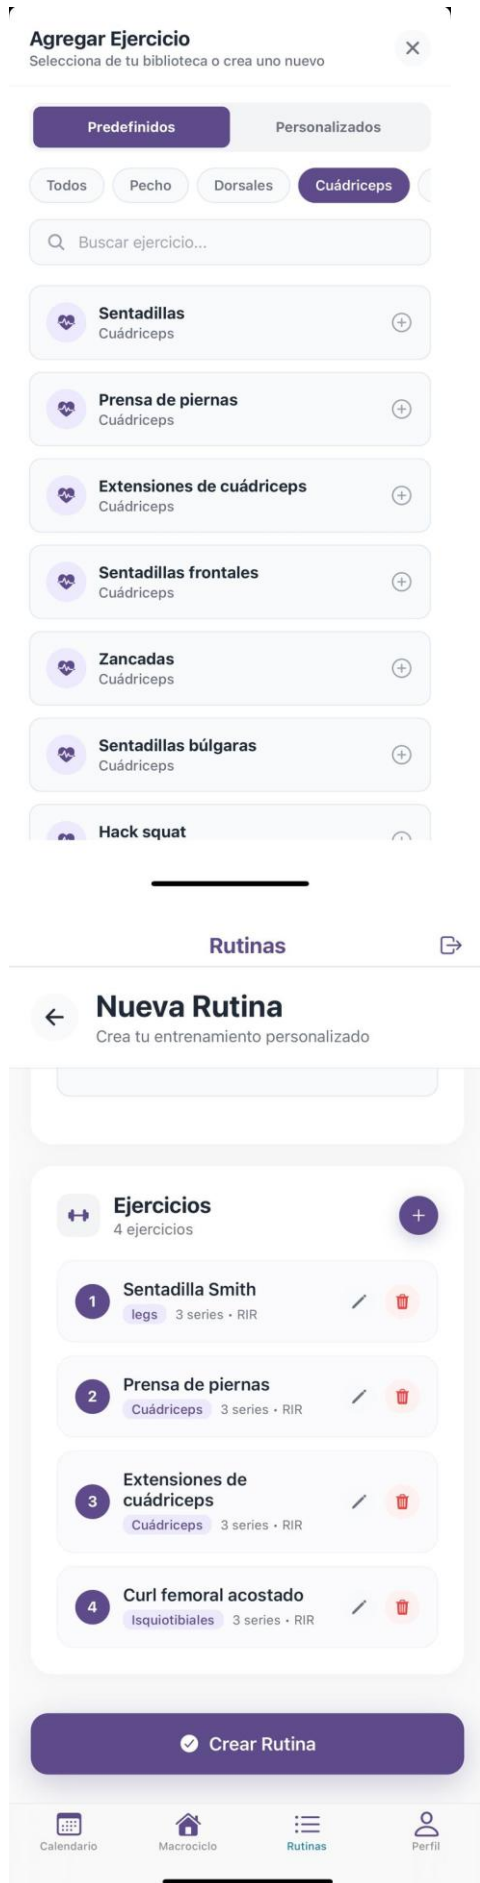 Agregar Ejercicio
Selecciona de tu biblioteca o crea uno nuevo
Predefinidos Personalizados
Todos Pecho Dorsales Cuádriceps
Buscar ejercicio...
Sentadillas
Cuádriceps
Prensa de piernas
Cuádriceps
Extensiones de cuádriceps
Cuádriceps
Sentadillas frontales
Cuádriceps
Zancadas
Cuádriceps
Sentadillas búlgaras
Cuádriceps
Hack squat
Rutinas
Nueva Rutina
Crea tu entrenamiento personalizado
Ejercicios
4 ejercicios
1 Sentadilla Smith
legs 3 series • RIR
2 Prensa de piernas
Cuádriceps 3 series • RIR
3 Extensiones de
cuádriceps
Cuádriceps 3 series • RIR
4 Curl femoral acostado
Isquiotibiales 3 series • RIR
Crear Rutina
Calendario Macrociclo Rutinas Perfil